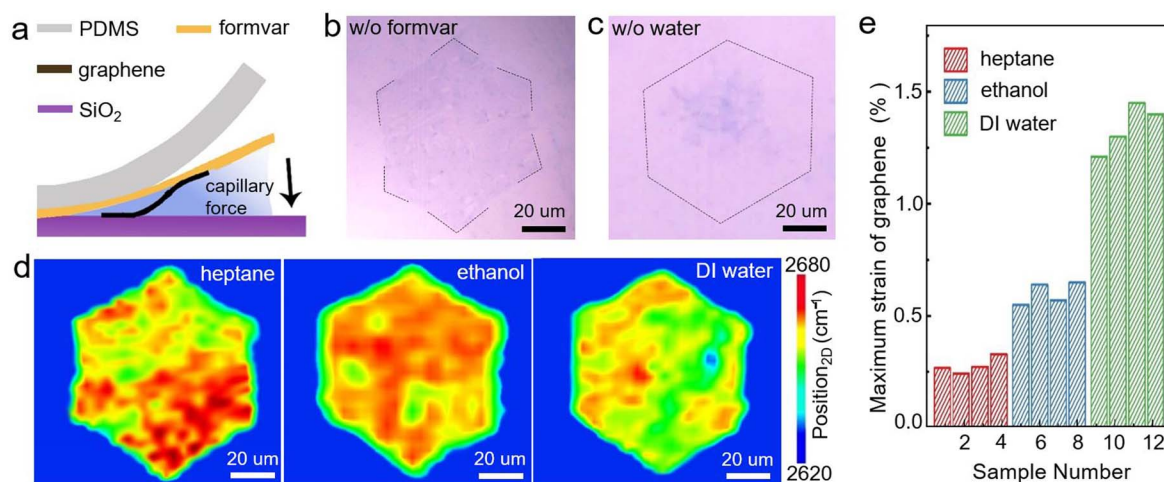 a
PDMS
formvar
graphene
SiO₂
capillary
force
b
w/o formvar
20 um
c
w/o water
20 um
d
heptane
20 um
ethanol
20 um
DI water
20 um
2680
Position2D (cm⁻¹)
2620
e
heptane
ethanol
DI water
Maximum strain of graphene (%)
1.5
1.0
0.5
0.0
2 4 6 8 10 12
Sample Number